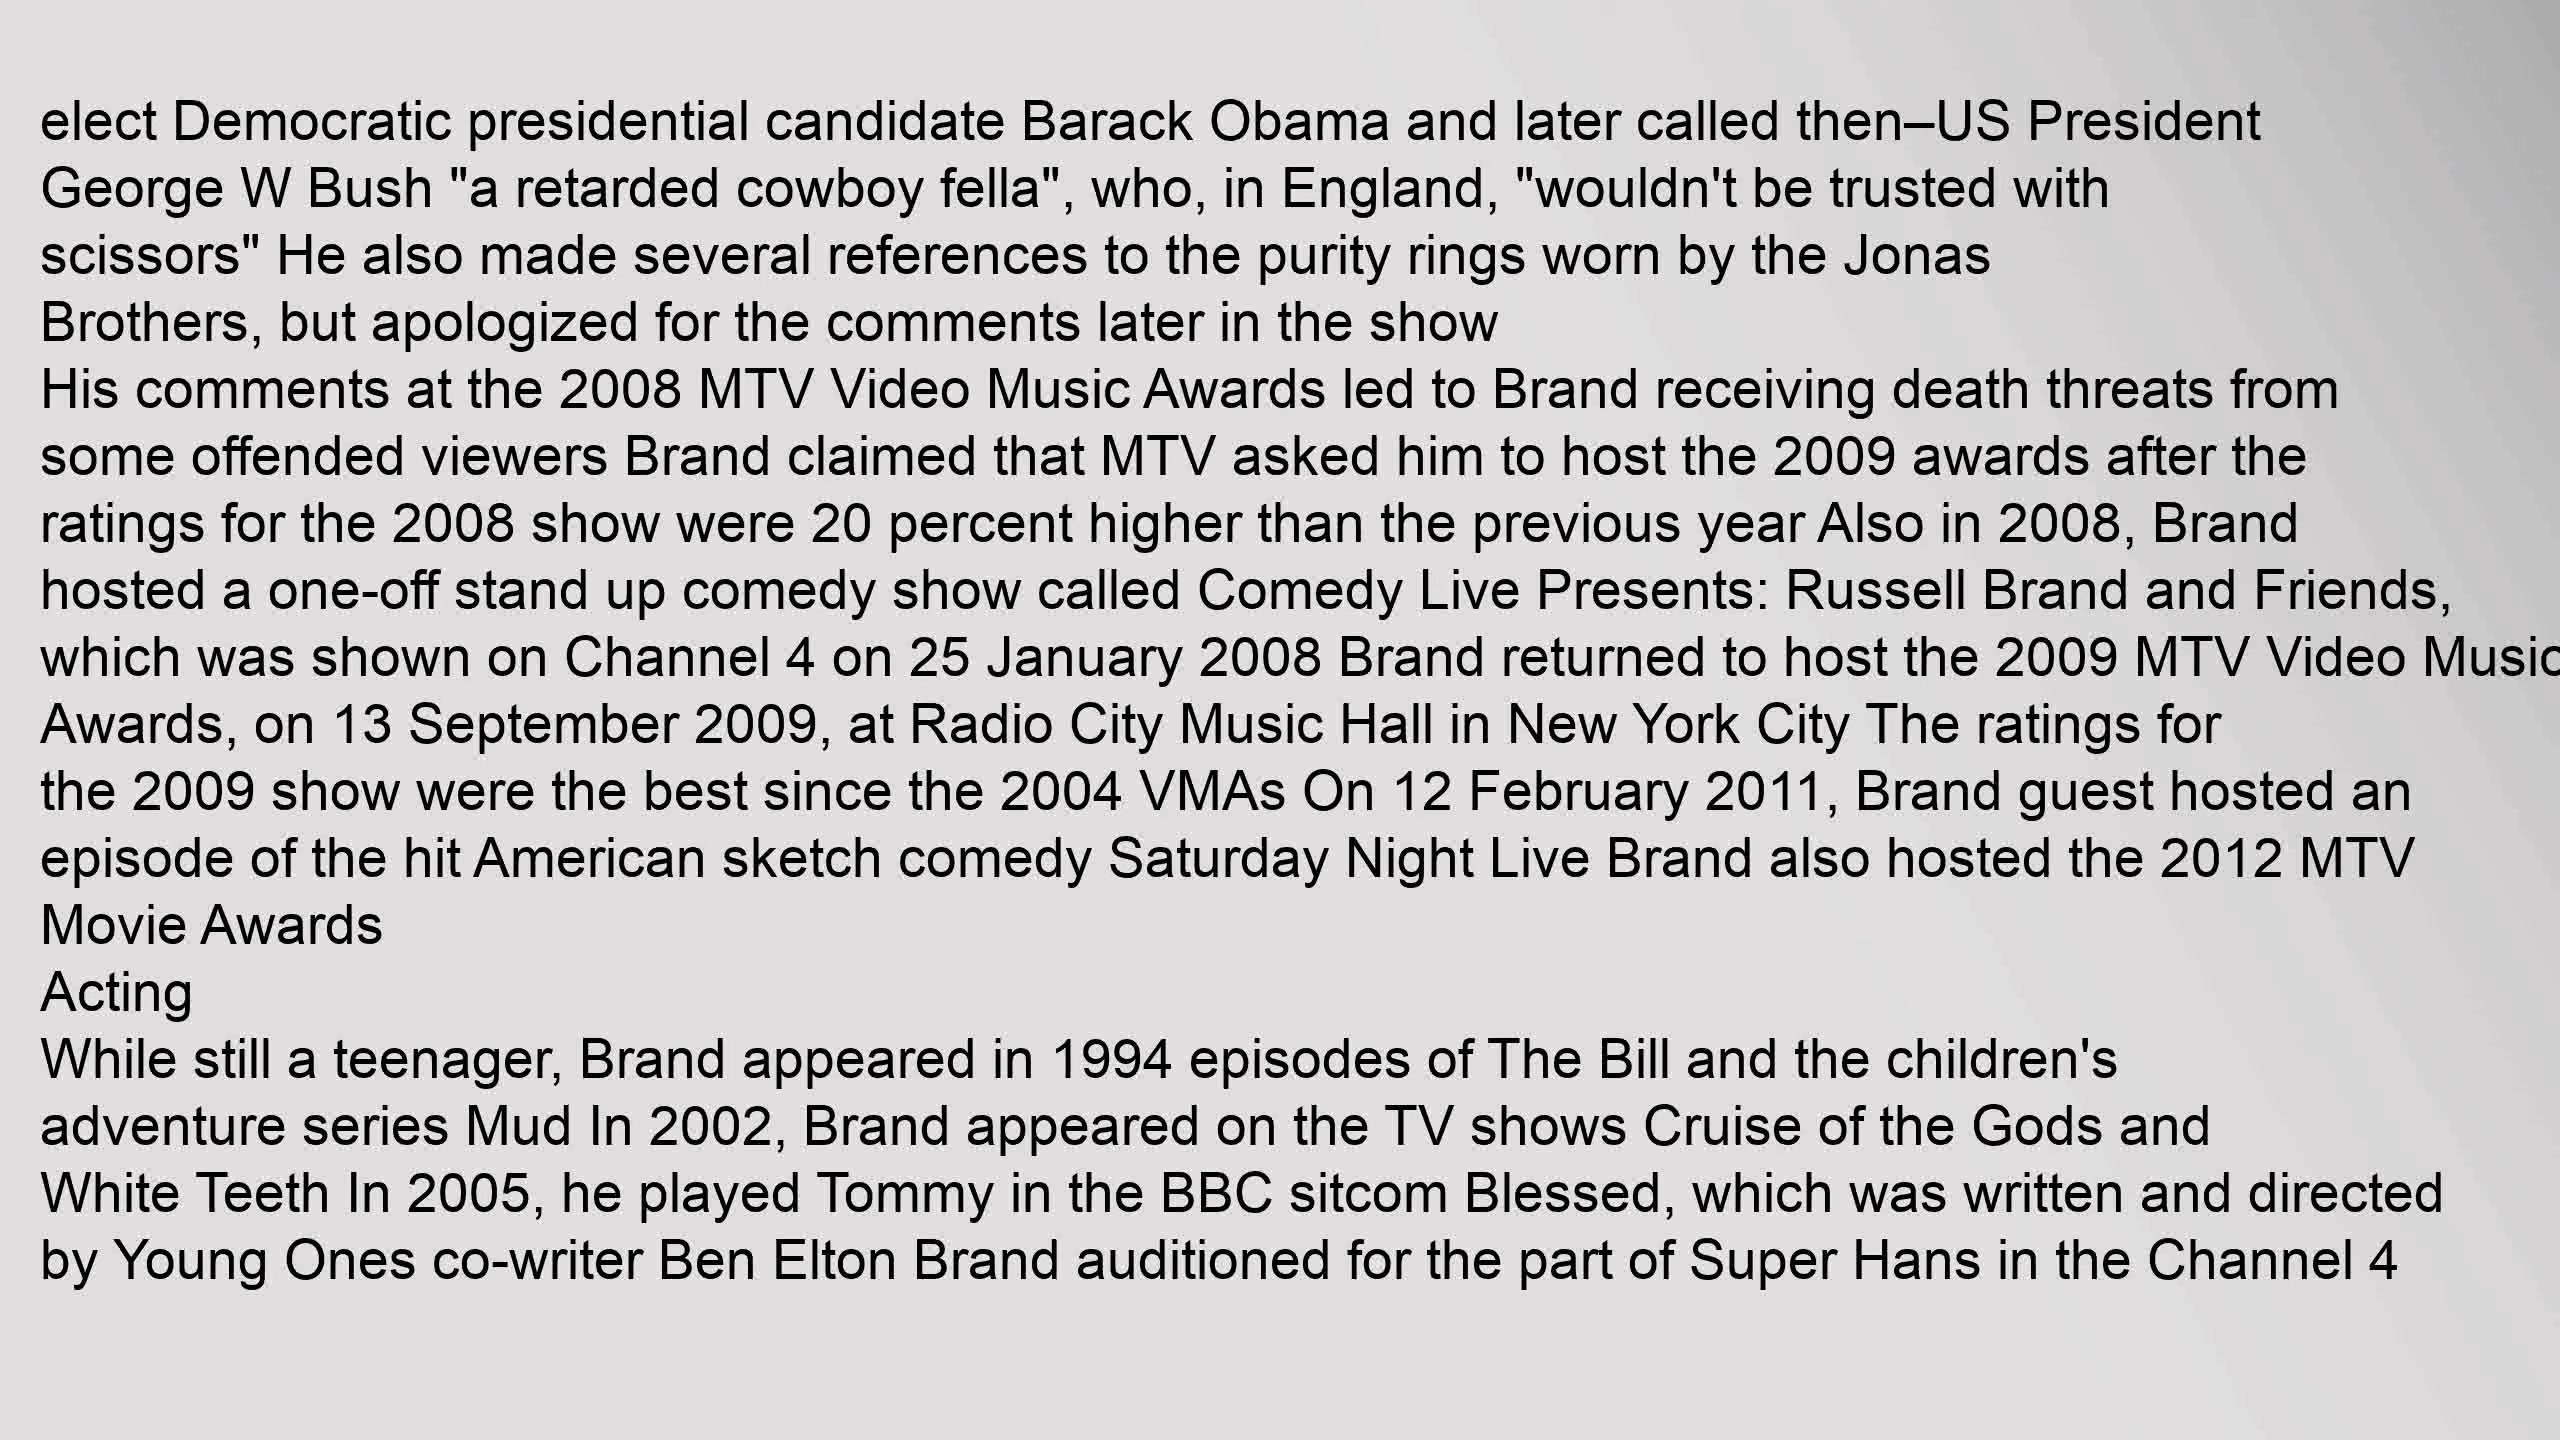 elect Democratic presidential candidate Barack Obama and later called then–US President
George W Bush "a retarded cowboy fella", who, in England, "wouldn't be trusted with
scissors" He also made several references to the purity rings worn by the Jonas
Brothers, but apologized for the comments later in the show
His comments at the 2008 MTV Video Music Awards led to Brand receiving death threats from
some offended viewers Brand claimed that MTV asked him to host the 2009 awards after the
ratings for the 2008 show were 20 percent higher than the previous year Also in 2008, Brand
hosted a one-off stand up comedy show called Comedy Live Presents: Russell Brand and Friends,
which was shown on Channel 4 on 25 January 2008 Brand returned to host the 2009 MTV Video Music
Awards, on 13 September 2009, at Radio City Music Hall in New York City The ratings for
the 2009 show were the best since the 2004 VMAs On 12 February 2011, Brand guest hosted an
episode of the hit American sketch comedy Saturday Night Live Brand also hosted the 2012 MTV
Movie Awards
Acting
While still a teenager, Brand appeared in 1994 episodes of The Bill and the children's
adventure series Mud In 2002, Brand appeared on the TV shows Cruise of the Gods and
White Teeth In 2005, he played Tommy in the BBC sitcom Blessed, which was written and directed
by Young Ones co-writer Ben Elton Brand auditioned for the part of Super Hans in the Channel 4